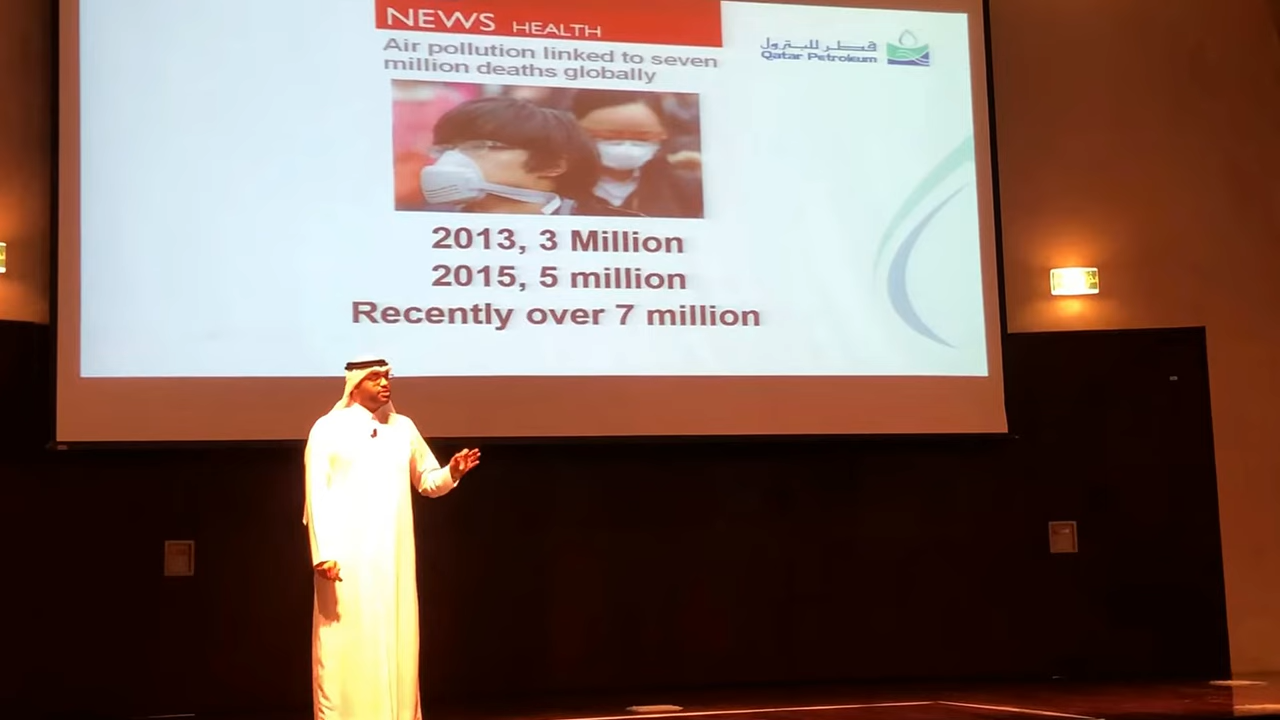 NEWS HEALTH
Air pollution linked to seven
million deaths globally
قطر للبترول
Qatar Petroleum
2013, 3 Million
2015, 5 million
Recently over 7 million